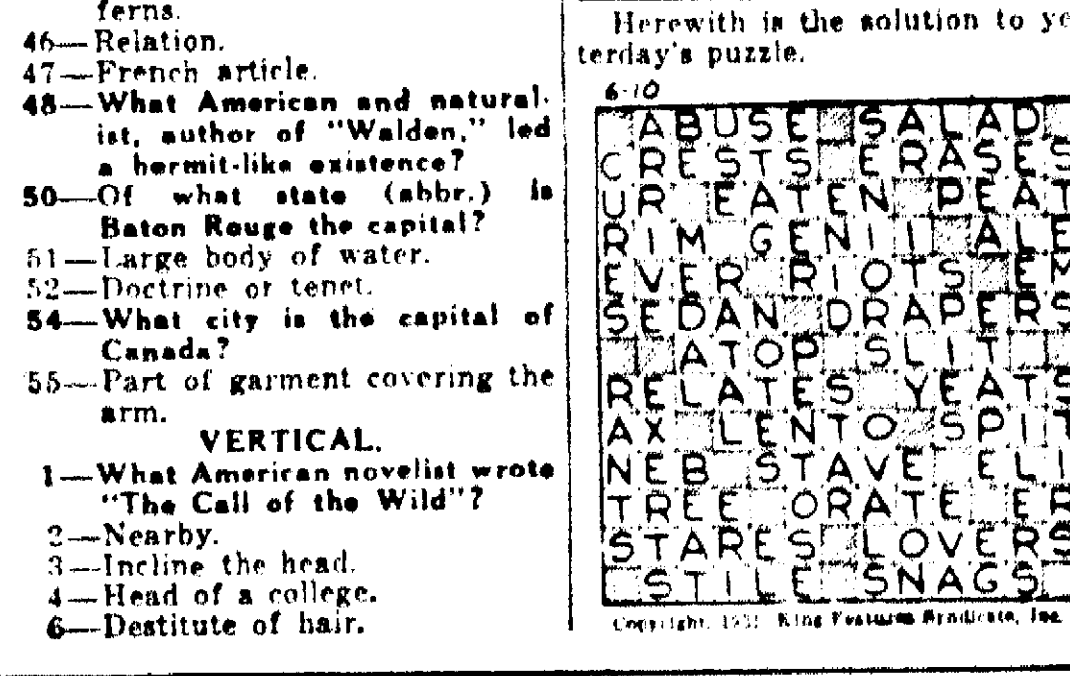 ferns.
46—Relation.
47—French article.
48—What American and natural-
ist, author of "Walden," led
a hermit-like existence?
50—Of what state (abbr.) is
Baton Rouge the capital?
51—Large body of water.
52—Doctrine or tenet.
54—What city is the capital of
Canada?
55—Part of garment covering the
arm.
VERTICAL.
1—What American novelist wrote
"The Call of the Wild"?
2—Nearby.
3—Incline the head.
4—Head of a college.
6—Destitute of hair.
Herewith is the solution to ye
terday's puzzle.
6-10
ABUSE SALAD
CRESTS ERASES
UR EATEN PEAT
RIM GENII ALE
EVER RIOTS EM
SEDAN DRAPERS
ATOP SLIT
RELATES YEATS
AX LENTO SPIT
NEB STAVE ELI
TREE ORATE ER
STARES LOVERS
STILE SNAGS
Copyright, King Features Syndicate, Inc.